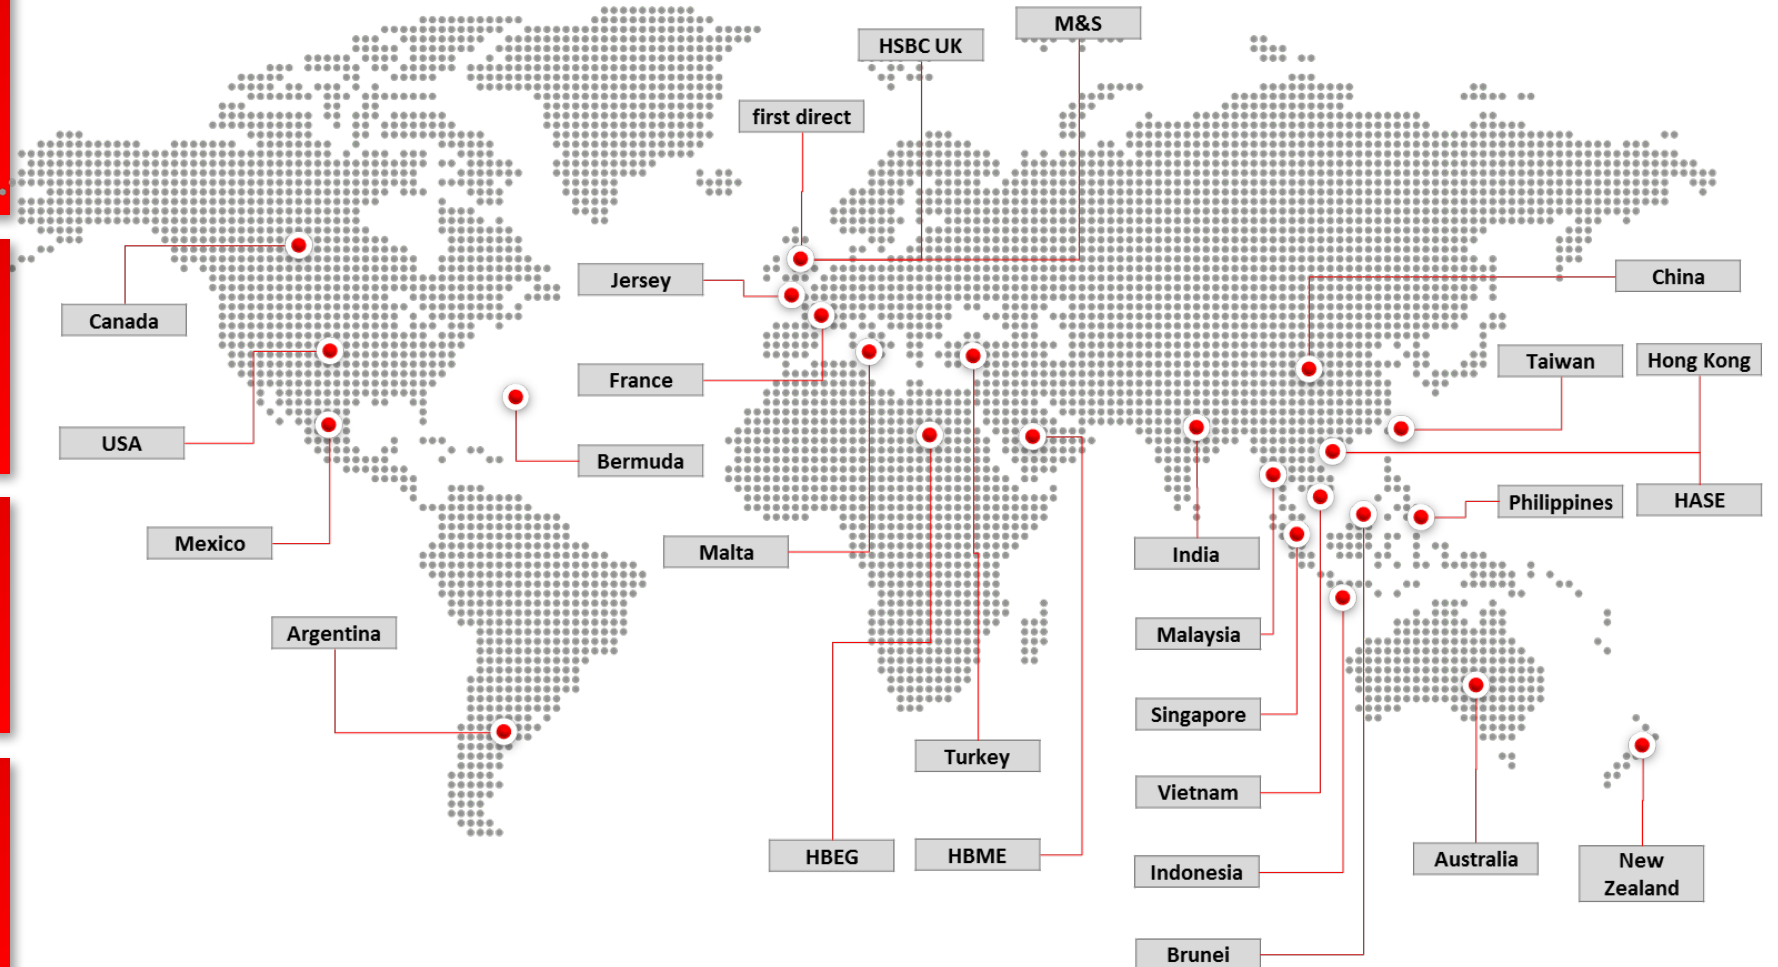 M&S
HSBC UK
first direct
Jersey
China
Canada
Taiwan
Hong Kong
France
USA
Bermuda
Philippines
HASE
Mexico
Malta
India
Argentina
Malaysia
Singapore
Turkey
Vietnam
HBEG
HBME
Indonesia
Australia
New
Zealand
Brunei